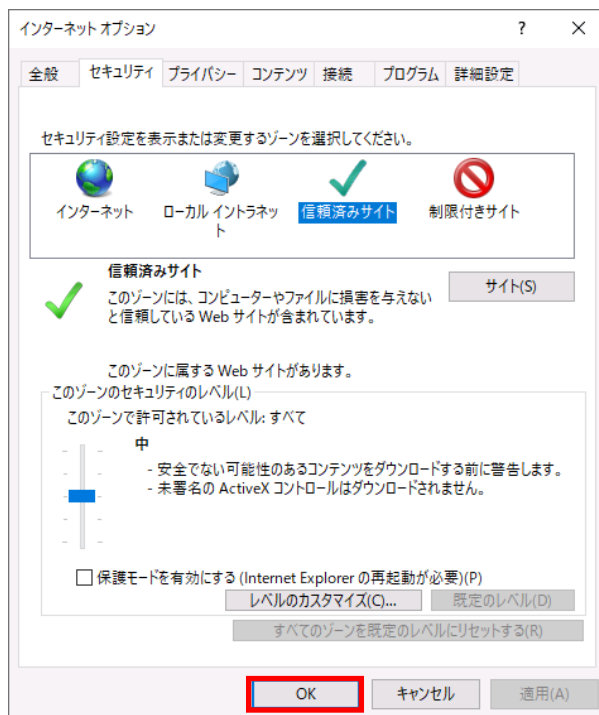 インターネット オプション ? ×
全般 セキュリティ プライバシー コンテンツ 接続 プログラム 詳細設定
セキュリティ設定を表示または変更するゾーンを選択してください。
インターネット ローカル イントラネッ 信頼済みサイト 制限付きサイト
ト
信頼済みサイト
サイト(S)
このゾーンには、コンピューターやファイルに損害を与えない
と信頼している Web サイトが含まれています。
このゾーンに属する Web サイトがあります。
このゾーンのセキュリティのレベル(L)
このゾーンで許可されているレベル: すべて
中
- 安全でない可能性のあるコンテンツをダウンロードする前に警告します。
- 未署名の ActiveX コントロールはダウンロードされません。
保護モードを有効にする (Internet Explorer の再起動が必要)(P)
レベルのカスタマイズ(C)... 既定のレベル(D)
すべてのゾーンを既定のレベルにリセットする(R)
OK キャンセル 適用(A)